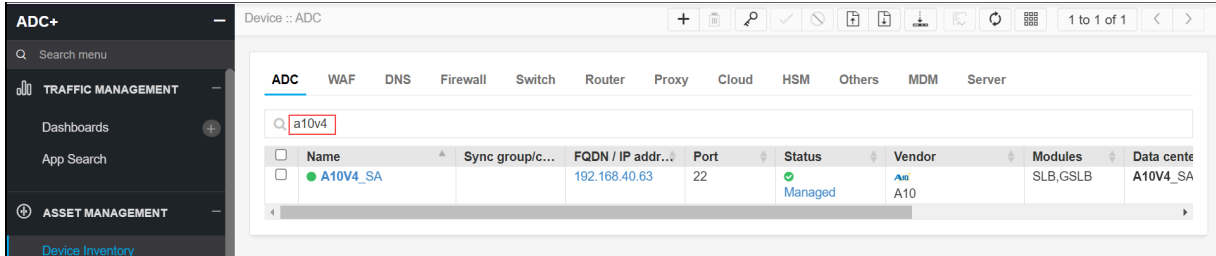 ADC+
Device :: ADC
1 to 1 of 1
Search menu
TRAFFIC MANAGEMENT
Dashboards
App Search
ASSET MANAGEMENT
Device Inventory
ADC WAF DNS Firewall Switch Router Proxy Cloud HSM Others MDM Server
a10v4
Name Sync group/c... FQDN / IP addr... Port Status Vendor Modules Data cente
A10V4_SA 192.168.40.63 22 Managed A10 A10 SLB,GSLB A10V4_SA